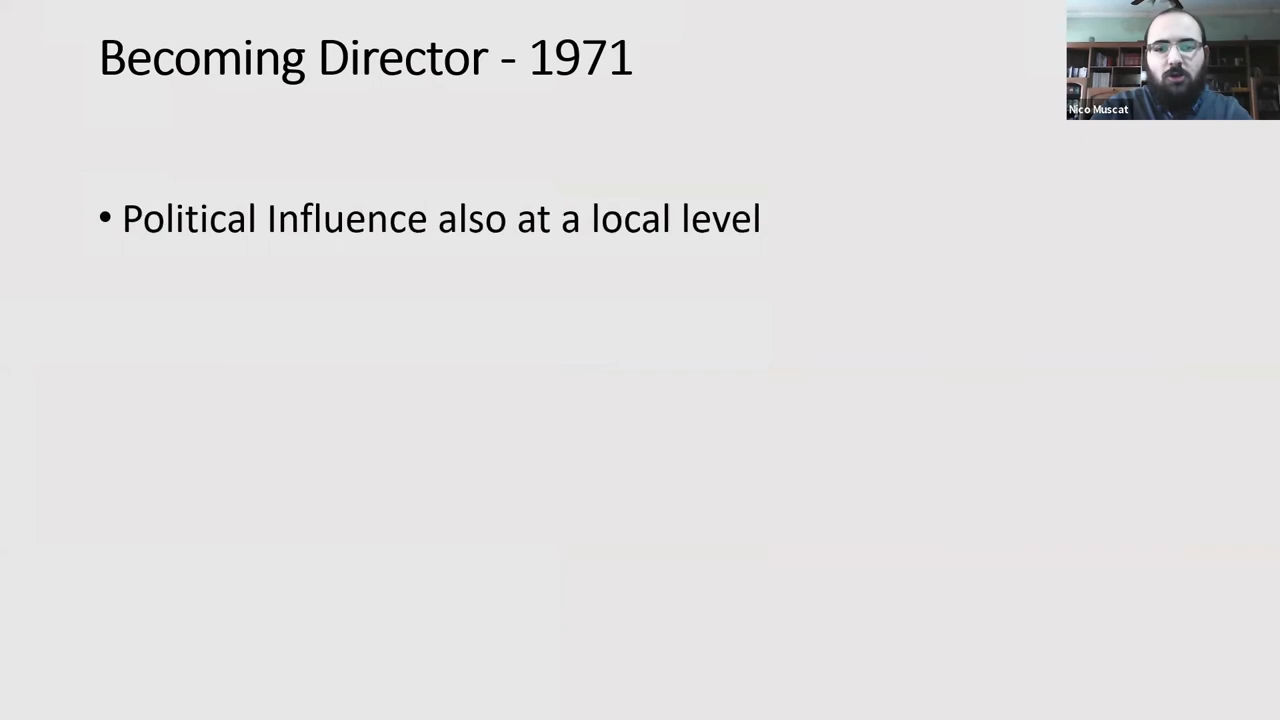 Becoming Director - 1971
Nico Muscat
• Political Influence also at a local level